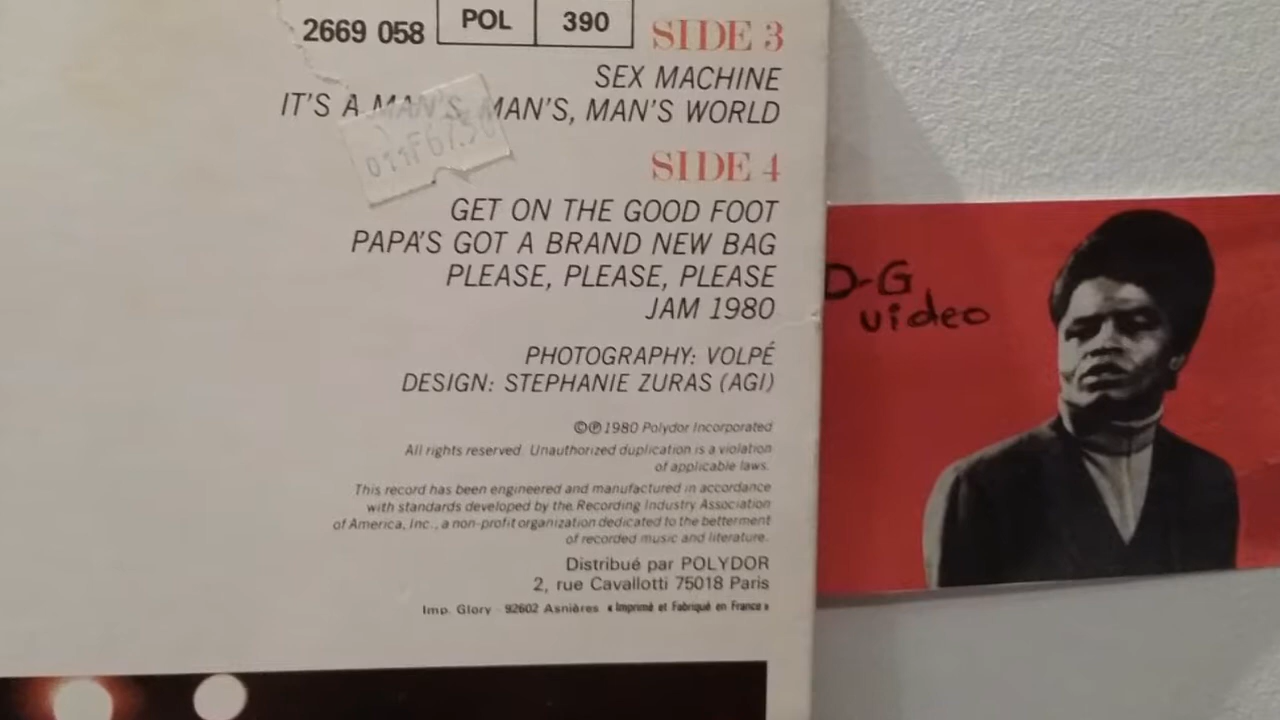 2669 058 POL 390
SIDE 3
SEX MACHINE
IT'S A MAN'S, MAN'S, MAN'S WORLD
SIDE 4
GET ON THE GOOD FOOT
PAPA'S GOT A BRAND NEW BAG
PLEASE, PLEASE, PLEASE
JAM 1980
PHOTOGRAPHY: VOLPÉ
DESIGN: STEPHANIE ZURAS (AGI)
©℗1980 Polydor Incorporated
All rights reserved. Unauthorized duplication is a violation
of applicable laws.
This record has been engineered and manufactured in accordance
with standards developed by the Recording Industry Association
of America, Inc., a non-profit organization dedicated to the betterment
of recorded music and literature.
Distribué par POLYDOR
2, rue Cavallotti 75018 Paris
Imp. Glory - 92602 Asnières « Imprimé et Fabriqué en France »
D-G
video